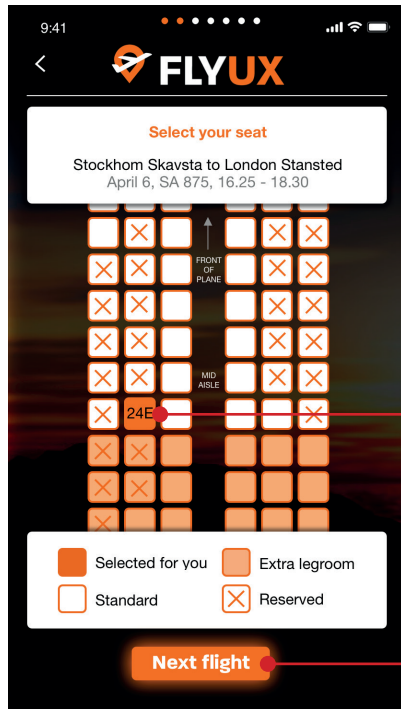 9:41
FLYUX
Select your seat
Stockhom Skavsta to London Stansted
April 6, SA 875, 16.25 - 18.30
FRONT
OF
PLANE
MID
AISLE
24E
Selected for you
Extra legroom
Standard
Reserved
Next flight